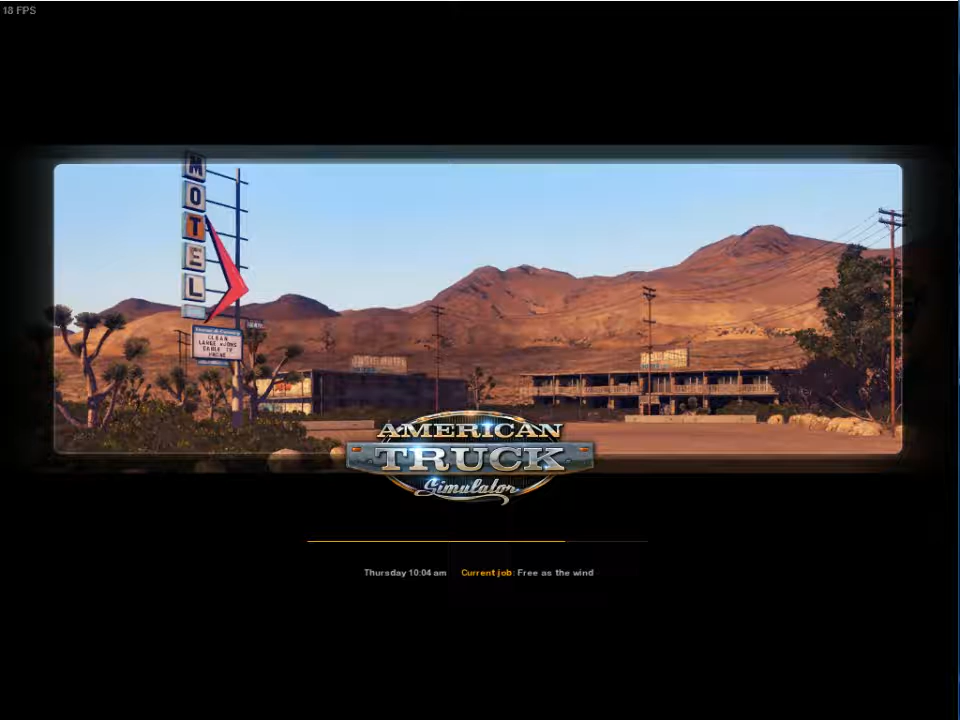 18 FPS
MOTEL
CLEAN
AMERICAN
TRUCK
Simulator
Thursday 10:04 am Current job: Free as the wind